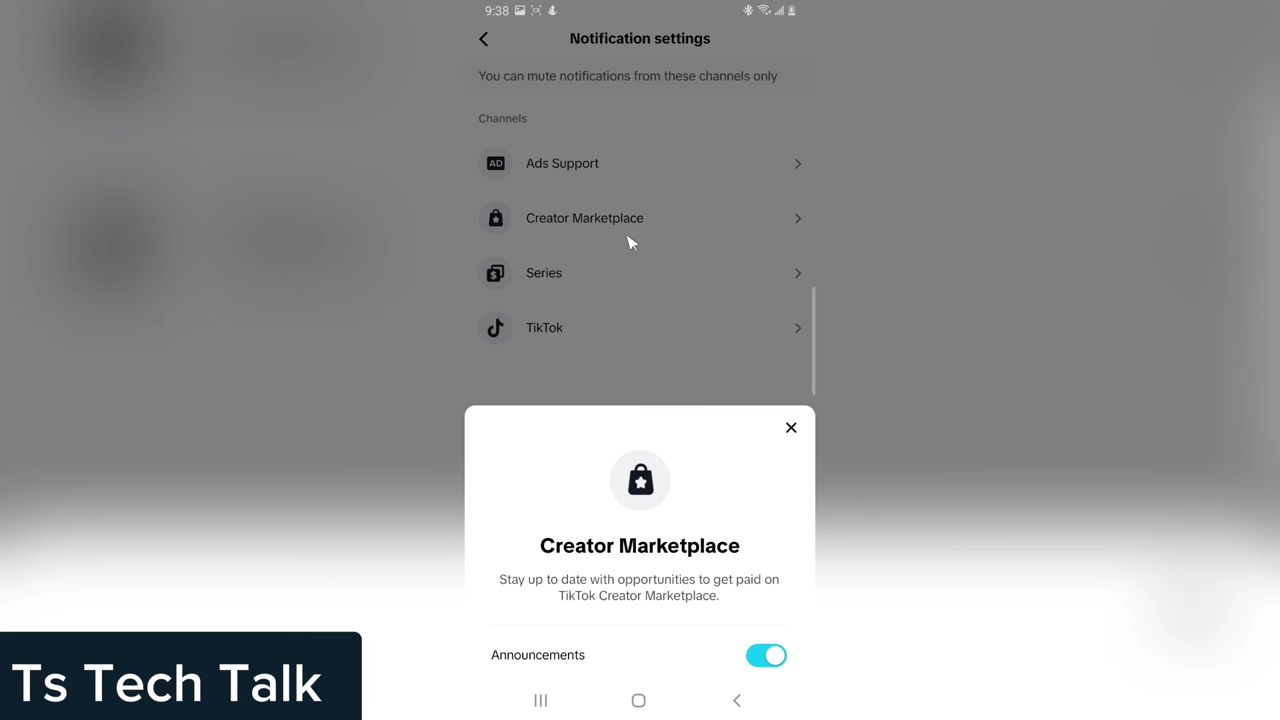 9:38
Notification settings
You can mute notifications from these channels only
Channels
AD
Ads Support
Creator Marketplace
$
Series
TikTok
Creator Marketplace
Stay up to date with opportunities to get paid on
TikTok Creator Marketplace.
Announcements
Ts Tech Talk